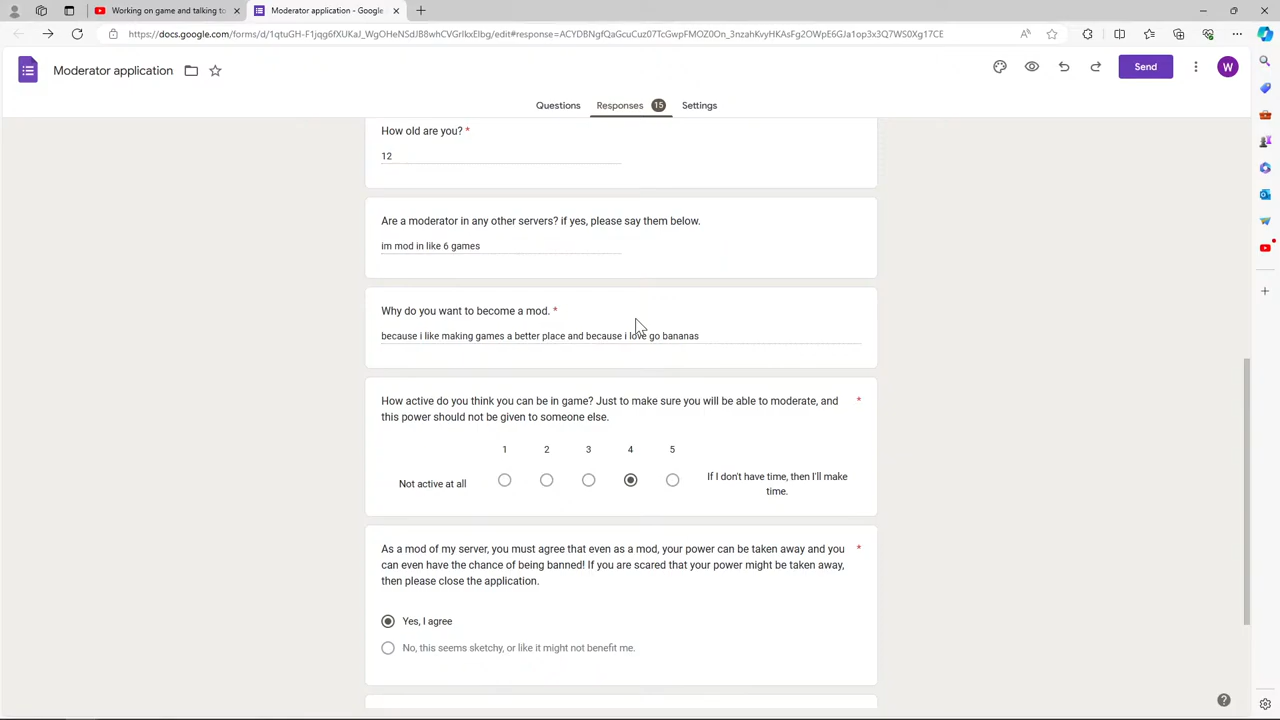 Working on game and talking to
Moderator application - Google
https://docs.google.com/forms/d/1qtuGH-F1jqg6fXUKaJ_WgOHeNSdJB8whCVGrIkxEIbg/edit#response=ACYDBNgfQaGcuCuz07TcGwpFMOZ0On_3nzahKvyHKAsFg2OWpE6GJa1op3x3Q7WS0Xg17CE
Moderator application
Send
W
Questions
Responses 15
Settings
How old are you? *
12
Are a moderator in any other servers? if yes, please say them below.
im mod in like 6 games
Why do you want to become a mod. *
because i like making games a better place and because i love go bananas
How active do you think you can be in game? Just to make sure you will be able to moderate, and *
this power should not be given to someone else.
1 2 3 4 5
Not active at all
If I don't have time, then I'll make
time.
As a mod of my server, you must agree that even as a mod, your power can be taken away and you *
can even have the chance of being banned! If you are scared that your power might be taken away,
then please close the application.
Yes, I agree
No, this seems sketchy, or like it might not benefit me.